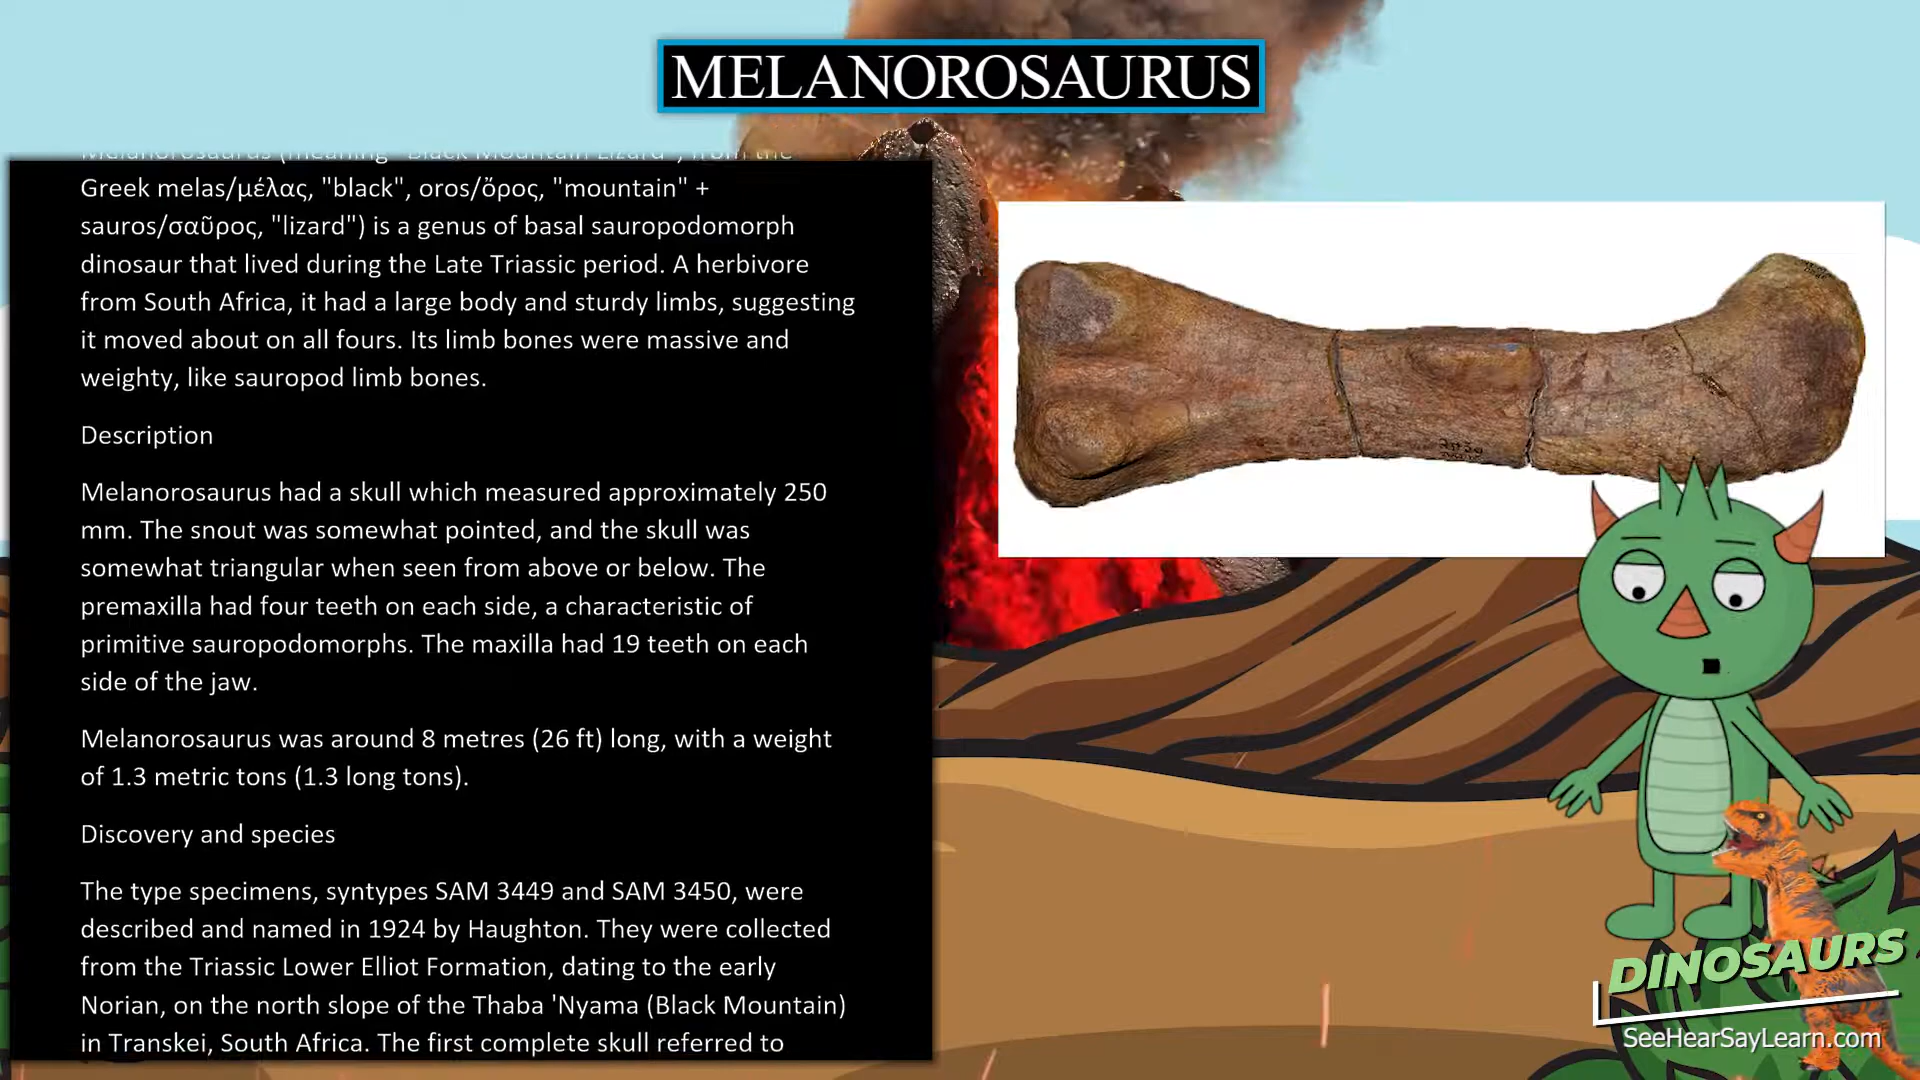 MELANOROSAURUS
Melanorosaurus (meaning "Black Mountain Lizard", from the
Greek melas/μέλας, "black", oros/ὄρος, "mountain" +
sauros/σαῦρος, "lizard") is a genus of basal sauropodomorph
dinosaur that lived during the Late Triassic period. A herbivore
from South Africa, it had a large body and sturdy limbs, suggesting
it moved about on all fours. Its limb bones were massive and
weighty, like sauropod limb bones.
Description
Melanorosaurus had a skull which measured approximately 250
mm. The snout was somewhat pointed, and the skull was
somewhat triangular when seen from above or below. The
premaxilla had four teeth on each side, a characteristic of
primitive sauropodomorphs. The maxilla had 19 teeth on each
side of the jaw.
Melanorosaurus was around 8 metres (26 ft) long, with a weight
of 1.3 metric tons (1.3 long tons).
Discovery and species
The type specimens, syntypes SAM 3449 and SAM 3450, were
described and named in 1924 by Haughton. They were collected
from the Triassic Lower Elliot Formation, dating to the early
Norian, on the north slope of the Thaba 'Nyama (Black Mountain)
in Transkei, South Africa. The first complete skull referred to
DINOSAURS
SeeHearSayLearn.com